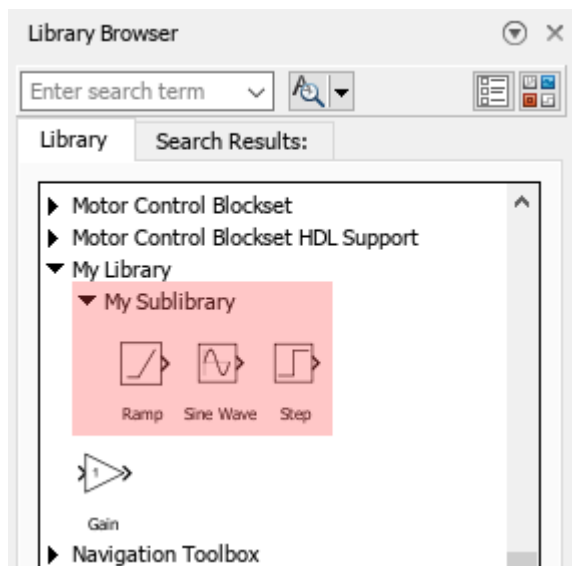 Library Browser
Enter search term
Library Search Results:
Motor Control Blockset
Motor Control Blockset HDL Support
My Library
My Sublibrary
Ramp Sine Wave Step
1
Gain
Navigation Toolbox